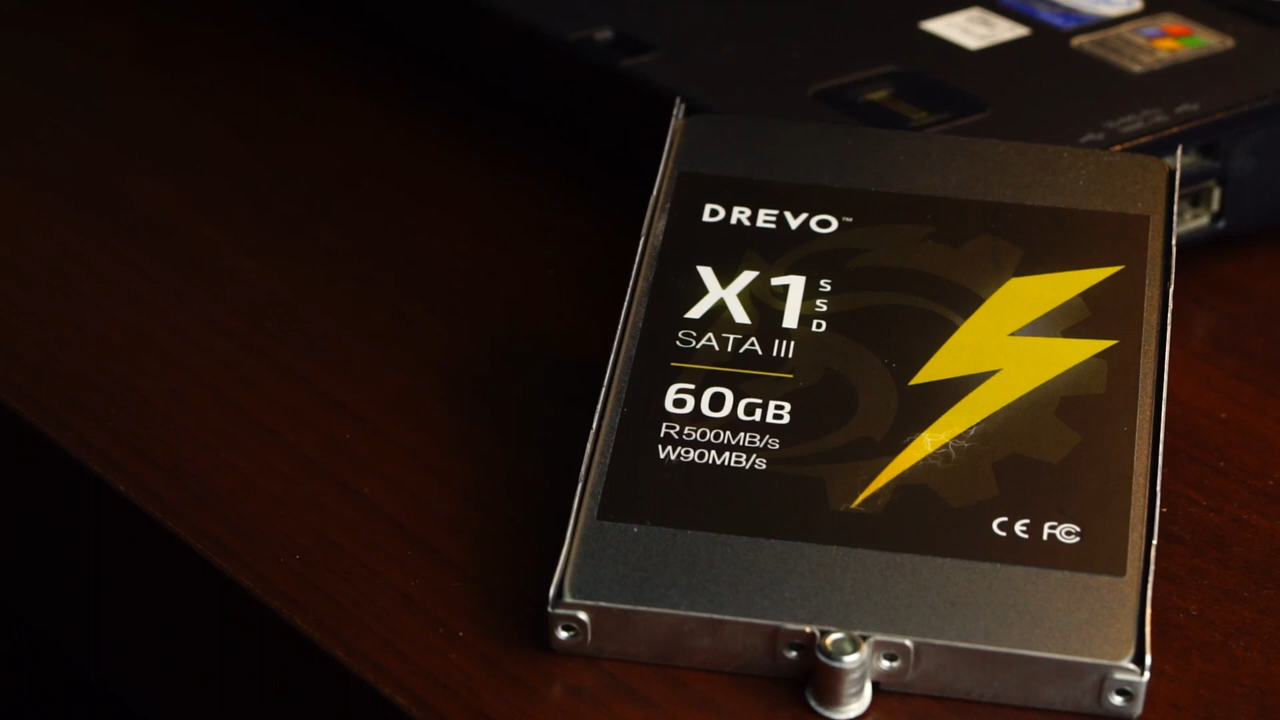 DREVO™
X1 SSD
SATA III
60GB
R500MB/s
W90MB/s
CE FC